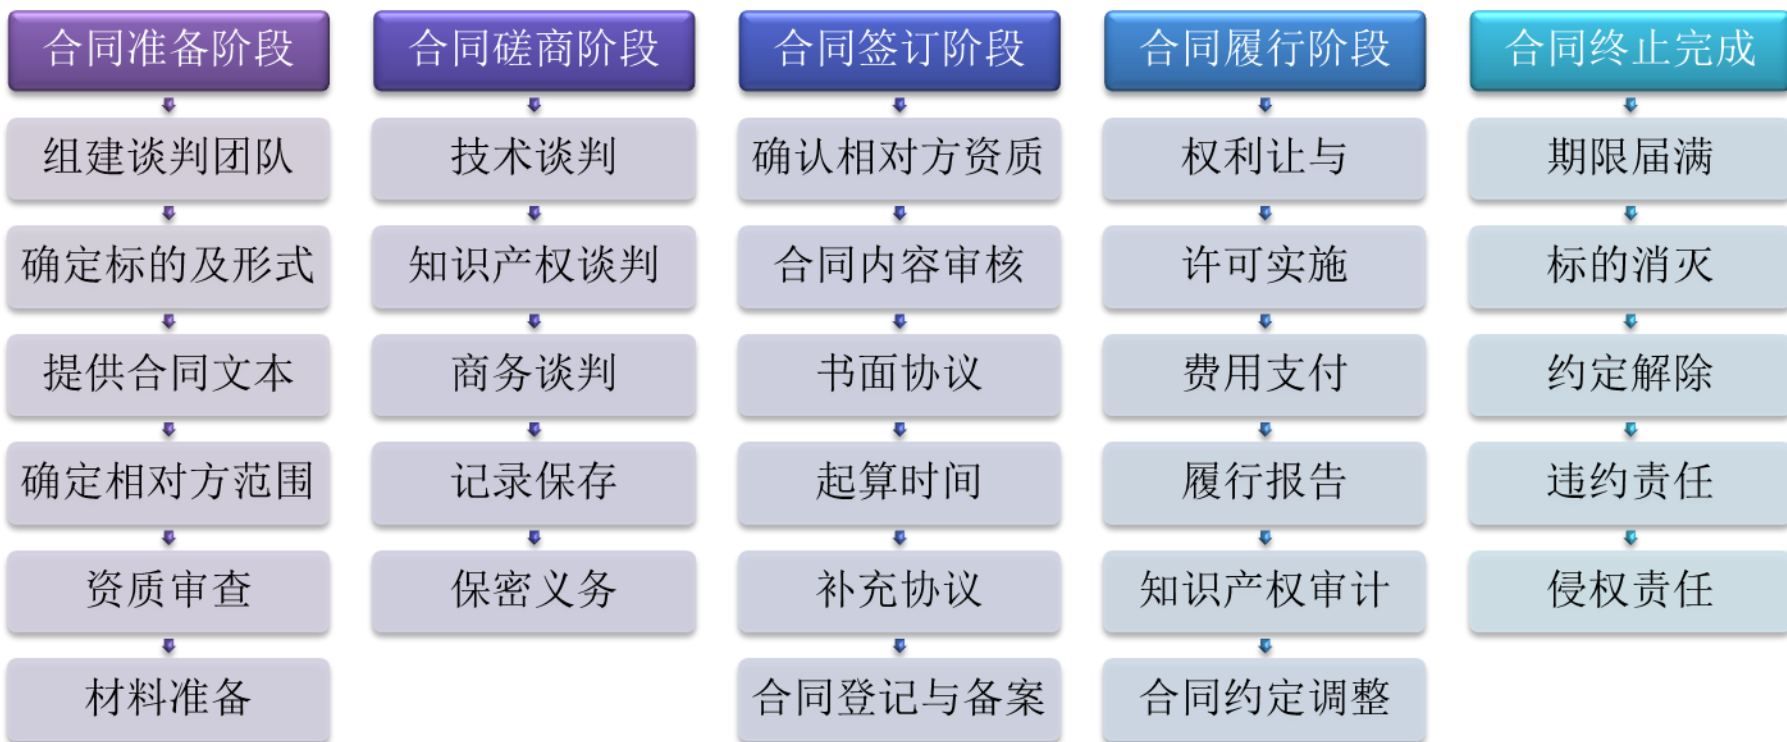 合同准备阶段
组建谈判团队
确定标的及形式
提供合同文本
确定相对方范围
资质审查
材料准备
合同磋商阶段
技术谈判
知识产权谈判
商务谈判
记录保存
保密义务
合同签订阶段
确认相对方资质
合同内容审核
书面协议
起算时间
补充协议
合同登记与备案
合同履行阶段
权利让与
许可实施
费用支付
履行报告
知识产权审计
合同约定调整
合同终止完成
期限届满
标的消灭
约定解除
违约责任
侵权责任